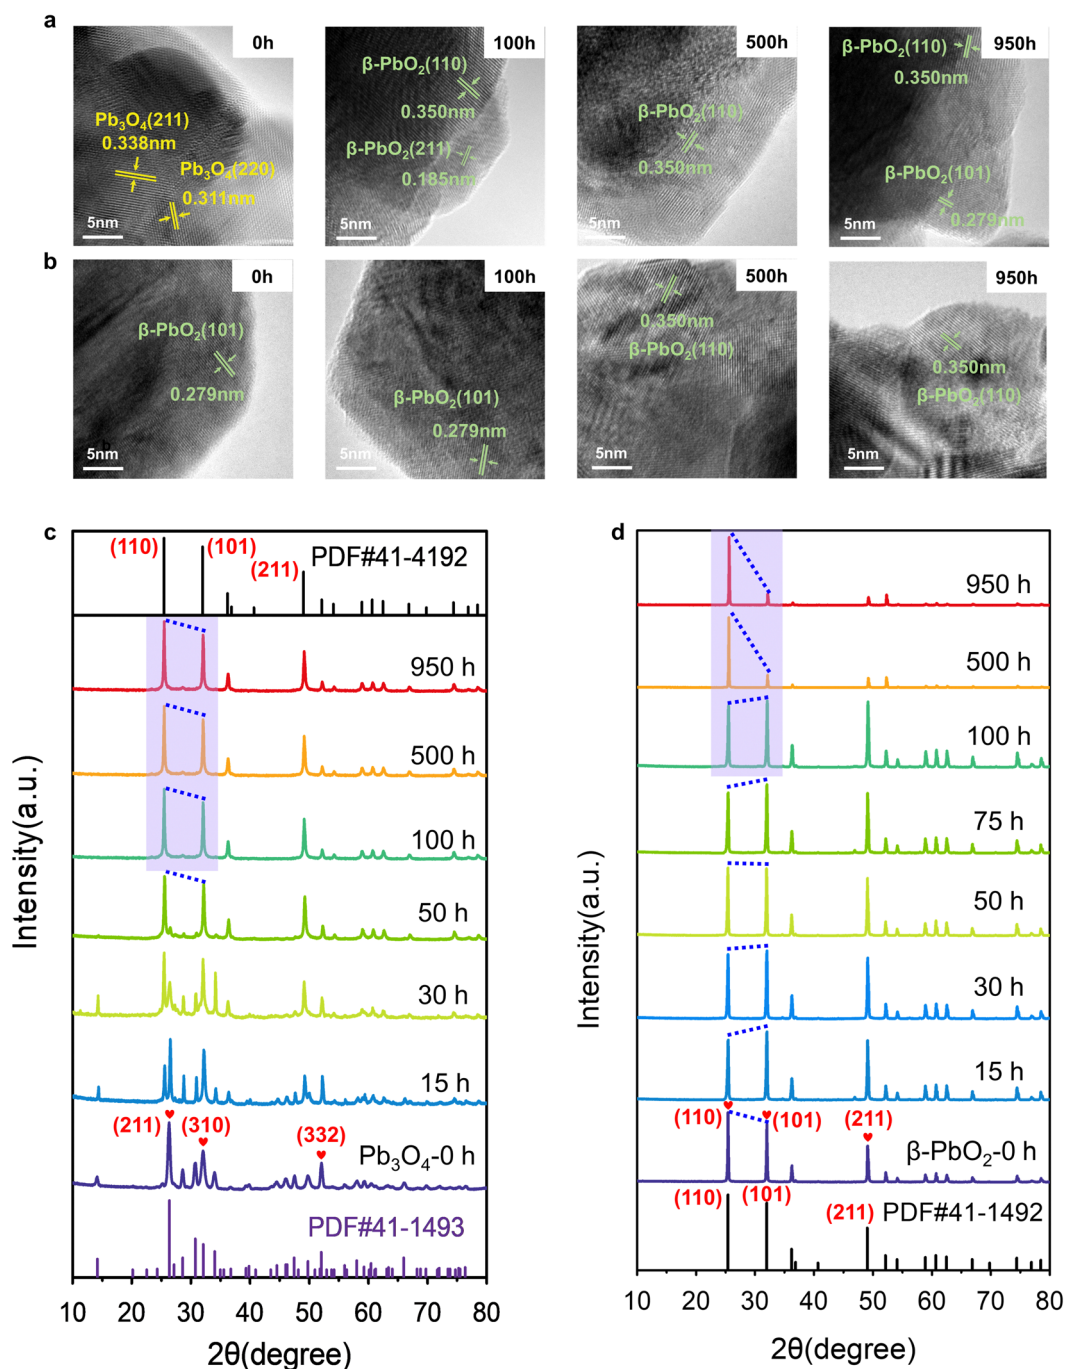 a
0h
Pb₃O₄(211)
0.338nm
Pb₃O₄(220)
0.311nm
5nm
100h
β-PbO₂(110)
0.350nm
β-PbO₂(211)
0.185nm
5nm
500h
β-PbO₂(110)
0.350nm
5nm
950h
β-PbO₂(110)
0.350nm
β-PbO₂(101)
0.279nm
5nm
b
0h
β-PbO₂(101)
0.279nm
b
5nm
100h
β-PbO₂(101)
0.279nm
5nm
500h
0.350nm
β-PbO₂(110)
5nm
950h
0.350nm
β-PbO₂(110)
5nm
c
(110)
(101)
PDF#41-4192
(211)
950 h
500 h
100 h
50 h
30 h
15 h
(211)
(310)
(332)
Pb₃O₄-0 h
PDF#41-1493
Intensity(a.u.)
10 20 30 40 50 60 70 80
2θ(degree)
d
950 h
500 h
100 h
75 h
50 h
30 h
15 h
(110)
(101)
(211)
β-PbO₂-0 h
(110)
(101)
(211)
PDF#41-1492
Intensity(a.u.)
10 20 30 40 50 60 70 80
2θ(degree)